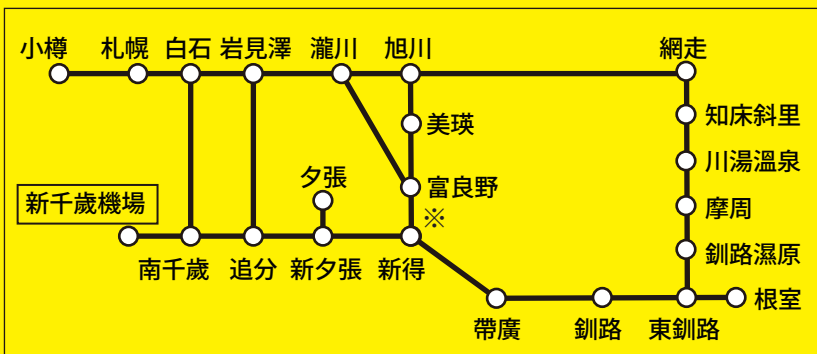 小樽 札幌 白石 岩見澤 瀧川 旭川 網走
知床斜里
美瑛
川湯溫泉
夕張 富良野
新千歲機場
※
摩周
釧路濕原
南千歲 追分 新夕張 新得
根室
帶廣 釧路 東釧路